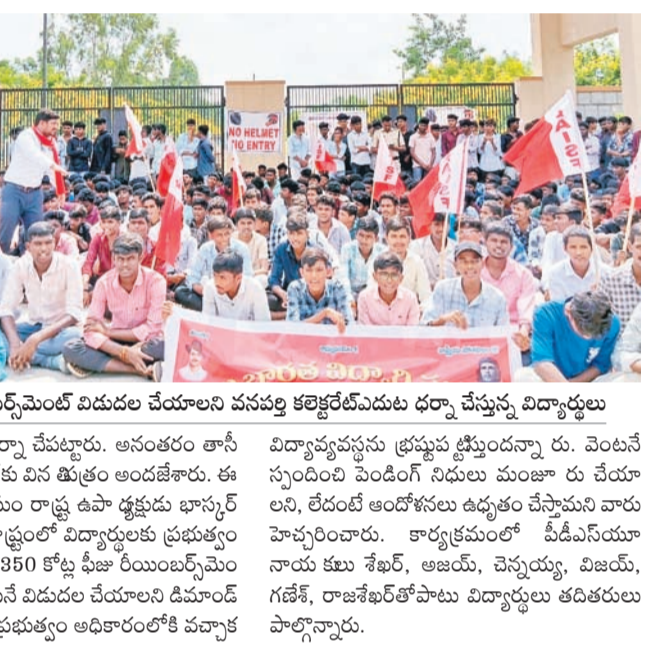 NO HELMET
NO ENTRY
భారత విద్యార్థి
ర్స్‌మెంట్ విడుదల చేయాలని వనపర్తి కలెక్టరేట్‌ఎదుట ధర్నా చేస్తున్న విద్యార్థులు
ర్నా చేపట్టారు. అనంతరం తాసీ
కు విన తిపత్రం అందజేశారు. ఈ
మం రాష్ట్ర ఉపా ధ్యక్షుడు భాస్కర్
రాష్ట్రంలో విద్యార్థులకు ప్రభుత్వం
350 కోట్ల ఫీజు రీయింబర్స్‌మెం
నే విడుదల చేయాలని డిమాండ్
ప్రభుత్వం అధికారంలోకి వచ్చాక
విద్యావ్యవస్థను భ్రష్టుప ట్టిస్తుందన్నా రు. వెంటనే
స్పందించి పెండింగ్ నిధులు మంజూ రు చేయా
లని, లేదంటే ఆందోళనలు ఉధృతం చేస్తామని వారు
హెచ్చరించారు. కార్యక్రమంలో పీడీఎస్‌యూ
నాయ కులు శేఖర్, అజయ్, చెన్నయ్య, విజయ్,
గణేశ్, రాజశేఖర్‌తోపాటు విద్యార్థులు తదితరులు
పాల్గొన్నారు.